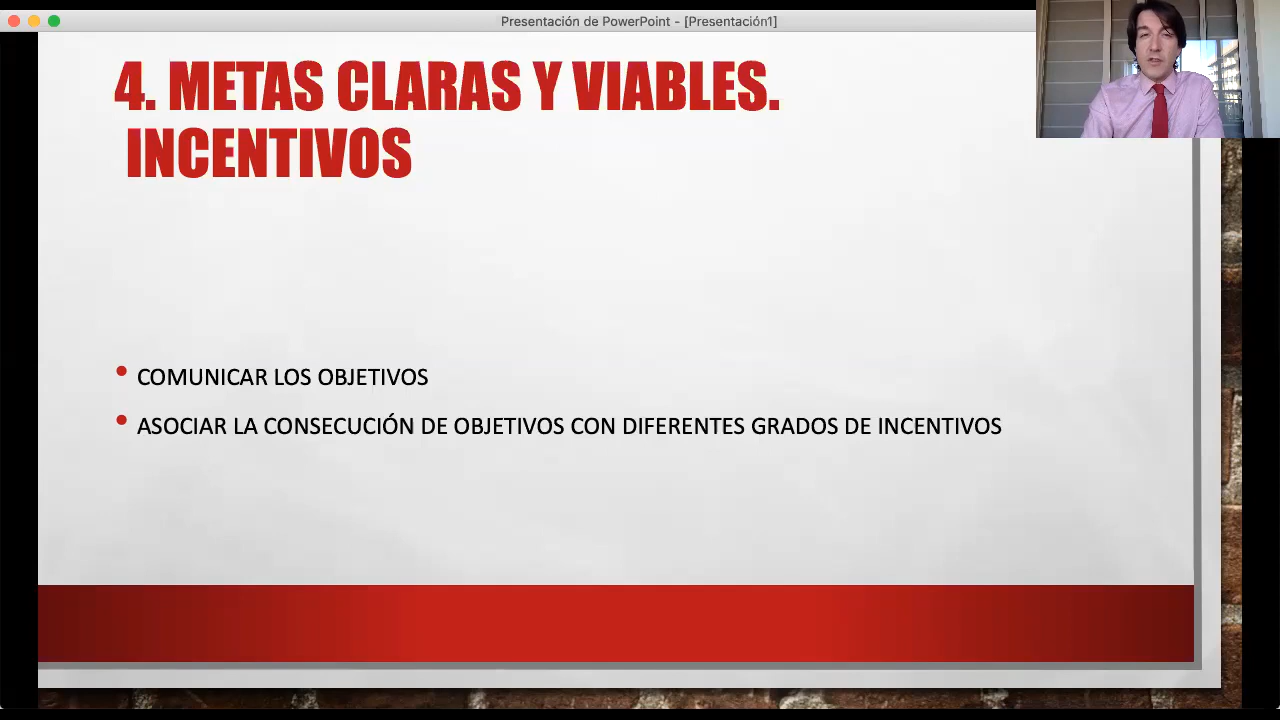 Presentación de PowerPoint - [Presentación1]
4. METAS CLARAS Y VIABLES.
INCENTIVOS
• COMUNICAR LOS OBJETIVOS
• ASOCIAR LA CONSECUCIÓN DE OBJETIVOS CON DIFERENTES GRADOS DE INCENTIVOS